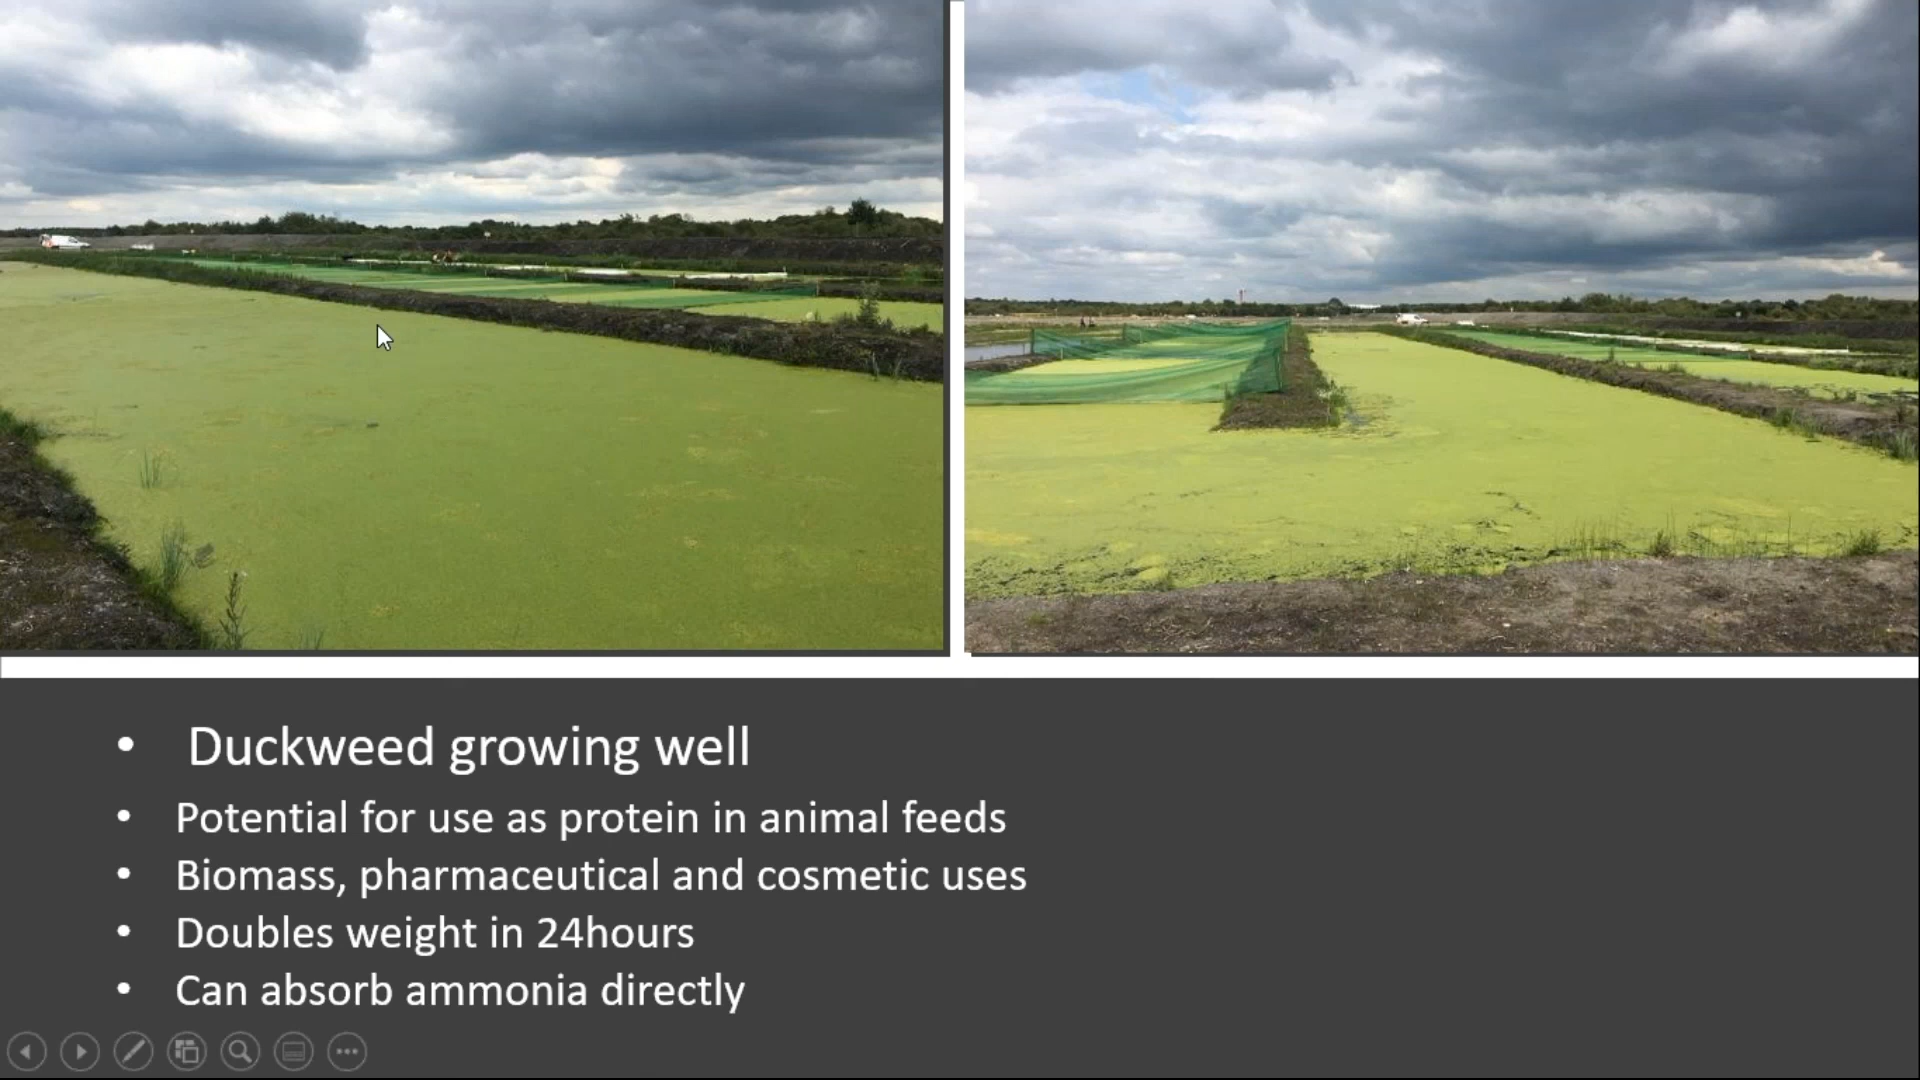 • Duckweed growing well
• Potential for use as protein in animal feeds
• Biomass, pharmaceutical and cosmetic uses
• Doubles weight in 24hours
• Can absorb ammonia directly